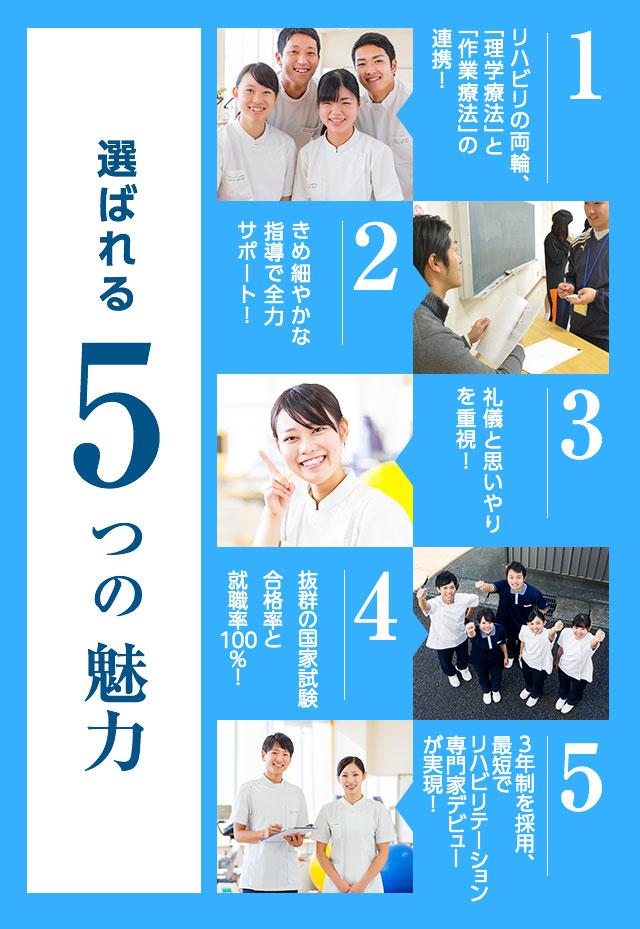 選ばれる
5
つの
魅力
1
リハビリの両輪、
「理学療法」と
「作業療法」の
連携！
2
きめ細やかな
指導で全力
サポート！
3
礼儀と思いやり
を重視！
4
抜群の国家試験
合格率と
就職率100%！
5
3年制を採用、
最短で
リハビリテーション
専門家デビュー
が実現！